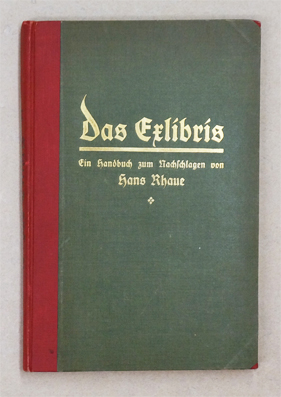 Das Exlibris
Ein Handbuch zum Nachschlagen von
Hans Rhaue